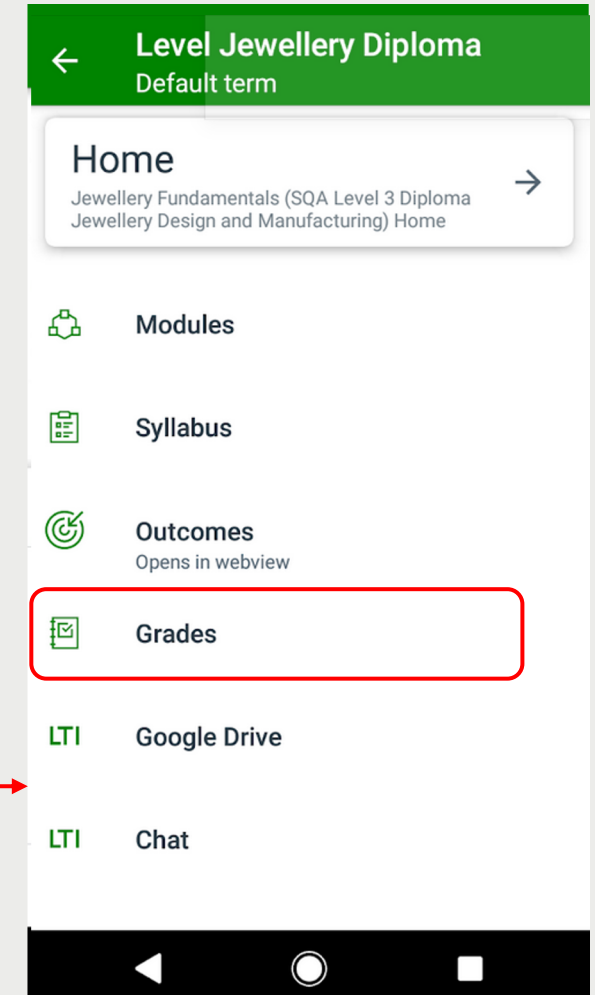 Level Jewellery Diploma
Default term
Home
Jewellery Fundamentals (SQA Level 3 Diploma
Jewellery Design and Manufacturing) Home
Modules
Syllabus
Outcomes
Opens in webview
Grades
LTI Google Drive
LTI Chat